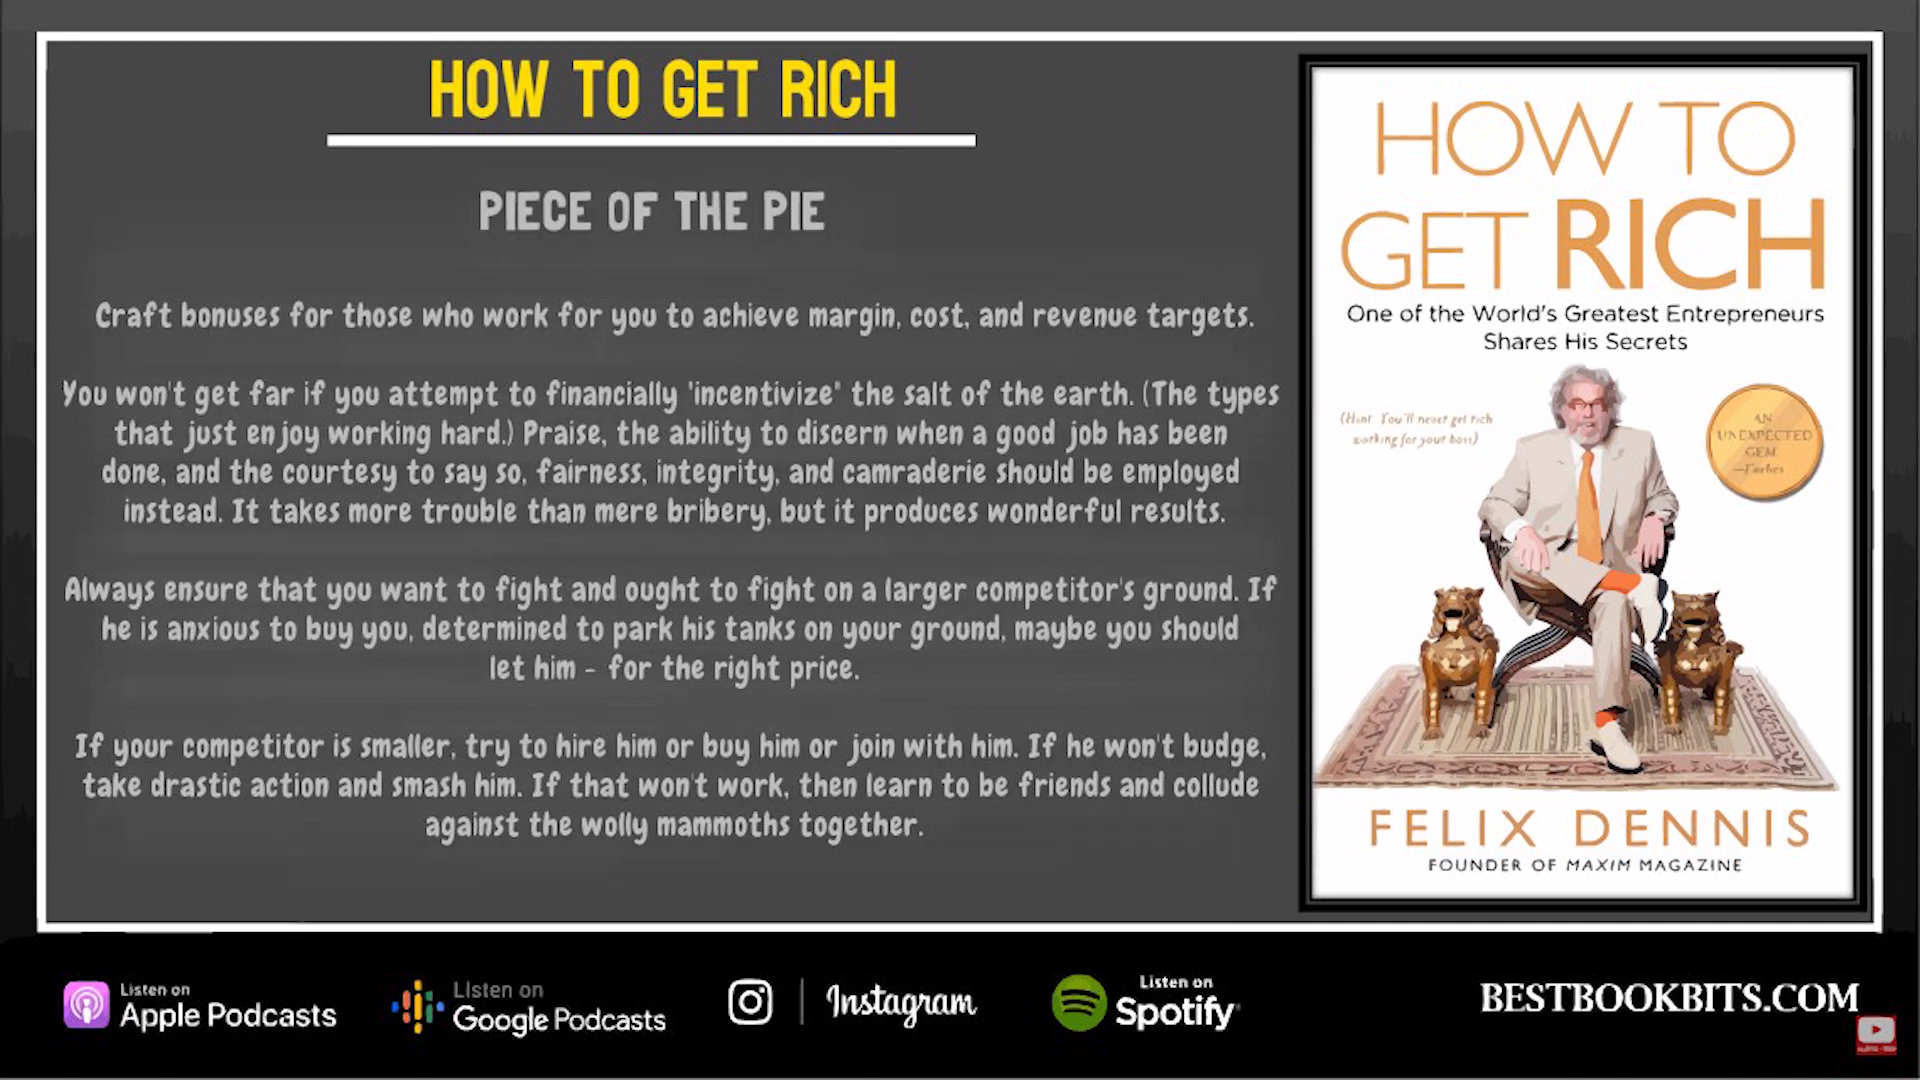 HOW TO GET RICH
PIECE OF THE PIE
Craft bonuses for those who work for you to achieve margin, cost, and revenue targets.
You won't get far if you attempt to financially 'incentivize" the salt of the earth. (The types
that just enjoy working hard.) Praise, the ability to discern when a good job has been
done, and the courtesy to say so, fairness, integrity, and camraderie should be employed
instead. It takes more trouble than mere bribery, but it produces wonderful results.
Always ensure that you want to fight and ought to fight on a larger competitor's ground. If
he is anxious to buy you, determined to park his tanks on your ground, maybe you should
let him - for the right price.
If your competitor is smaller, try to hire him or buy him or join with him. If he won't budge,
take drastic action and smash him. If that won't work, then learn to be friends and collude
against the wolly mammoths together.
HOW TO
GET RICH
One of the World's Greatest Entrepreneurs
Shares His Secrets
(Hint You'll never get rich
working for your boss)
AN
UNEXPECTED
GEM
—Forbes
FELIX DENNIS
FOUNDER OF MAXIM MAGAZINE
Listen on
Apple Podcasts
Listen on
Google Podcasts
Instagram
Listen on
Spotify
BESTBOOKBITS.COM